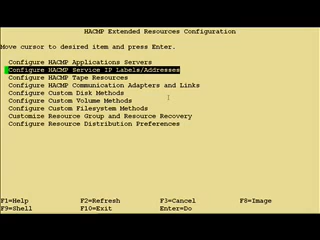 HACMP Extended Resources Configuration
Move cursor to desired item and press Enter.
Configure HACMP Applications Servers
Configure HACMP Service IP Labels/Addresses
Configure HACMP Tape Resources
Configure HACMP Communication Adapters and Links
Configure Custom Disk Methods
Configure Custom Volume Methods
Configure Custom Filesystem Methods
Customize Resource Group and Resource Recovery
Configure Resource Distribution Preferences
F1=Help F2=Refresh F3=Cancel F8=Image
F9=Shell F10=Exit Enter=Do